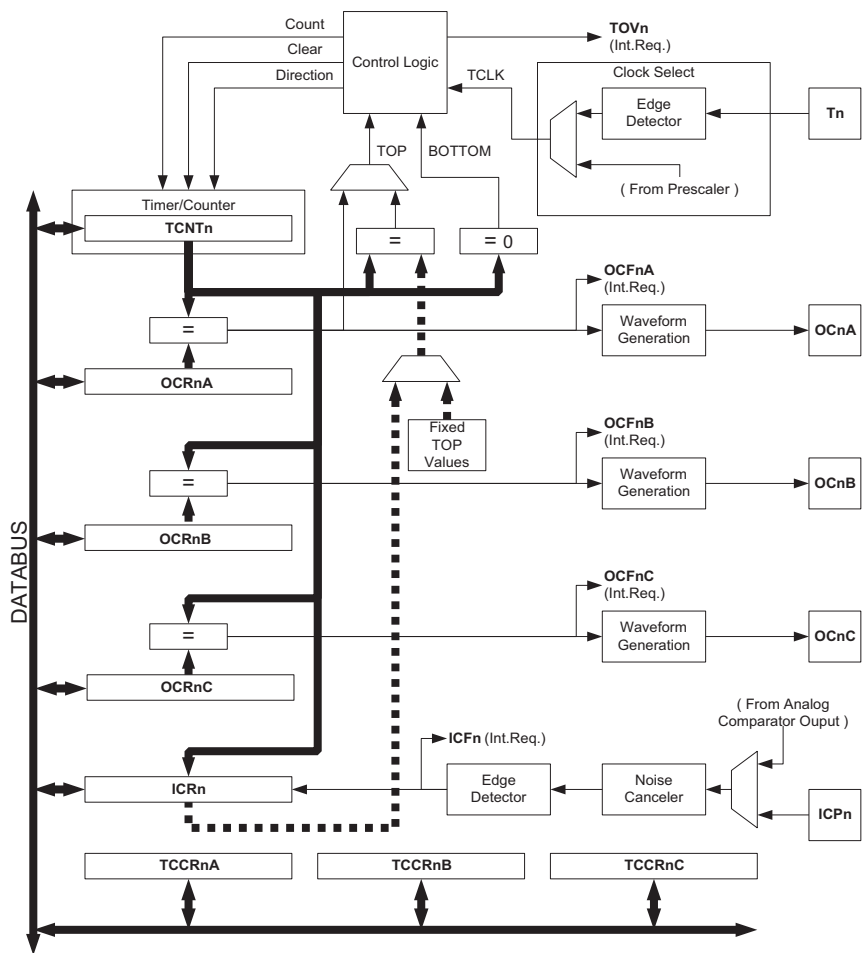 Count
Clear
Direction
Control Logic
TOVn
(Int.Req.)
TCLK
Clock Select
Edge
Detector
Tn
( From Prescaler )
TOP
BOTTOM
Timer/Counter
TCNTn
=
= 0
OCFnA
(Int.Req.)
=
Waveform
Generation
OCnA
OCRnA
Fixed
TOP
Values
OCFnB
(Int.Req.)
=
Waveform
Generation
OCnB
OCRnB
DATABUS
OCFnC
(Int.Req.)
=
Waveform
Generation
OCnC
OCRnC
( From Analog
Comparator Ouput )
ICFn (Int.Req.)
ICRn
Edge
Detector
Noise
Canceler
ICPn
TCCRnA
TCCRnB
TCCRnC